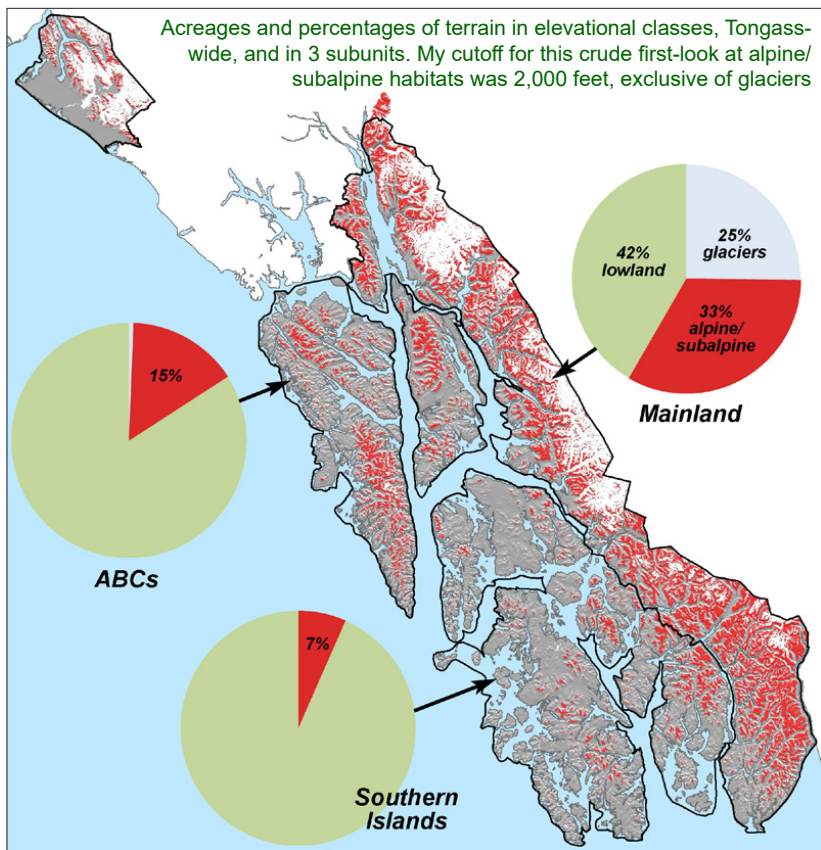 Acreages and percentages of terrain in elevational classes, Tongass-
wide, and in 3 subunits. My cutoff for this crude first-look at alpine/
subalpine habitats was 2,000 feet, exclusive of glaciers
42%
lowland
25%
glaciers
33%
alpine/
subalpine
Mainland
15%
ABCs
7%
Southern
Islands